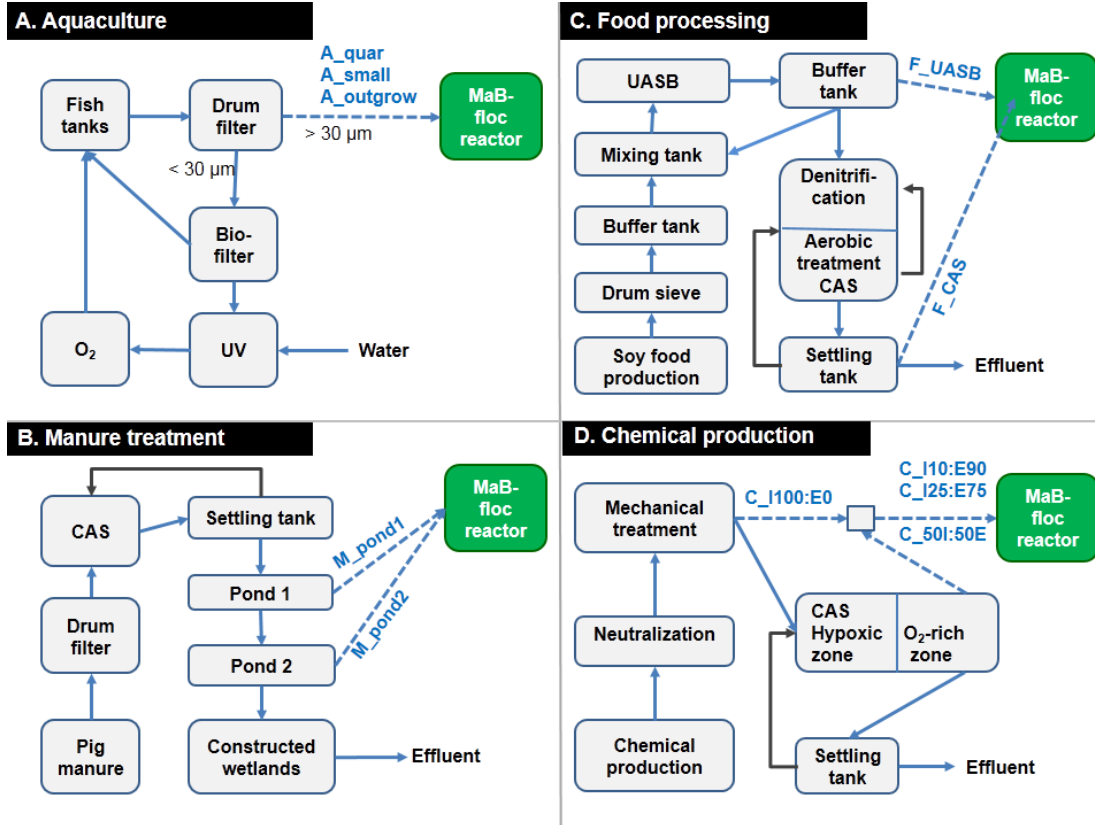 A. Aquaculture
A_quar
A_small
A_outgrow
Fish
tanks
Drum
filter
> 30 µm
MaB-
floc
reactor
< 30 µm
Bio-
filter
O2
UV
Water
C. Food processing
UASB
Buffer
tank
F_UASB
MaB-
floc
reactor
Mixing tank
Denitrifi-
cation
Buffer tank
Aerobic
treatment
CAS
Drum sieve
F_CAS
Soy food
production
Settling
tank
Effluent
B. Manure treatment
CAS
Settling tank
MaB-
floc
reactor
M_pond1
Pond 1
Drum
filter
M_pond2
Pond 2
Pig
manure
Constructed
wetlands
Effluent
D. Chemical production
C_I10:E90
C_I25:E75
Mechanical
treatment
C_I100:E0
C_50I:50E
MaB-
floc
reactor
Neutralization
CAS
Hypoxic
zone
O2-rich
zone
Chemical
production
Settling
tank
Effluent